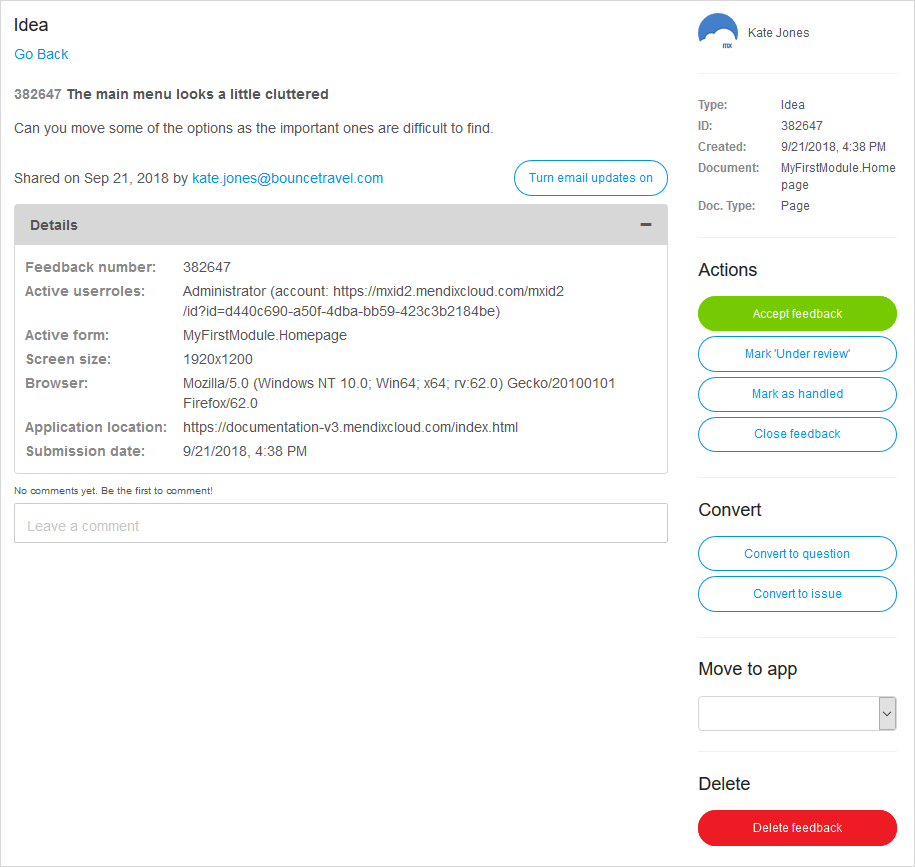 Idea
Go Back
382647 The main menu looks a little cluttered
Can you move some of the options as the important ones are difficult to find.
Shared on Sep 21, 2018 by kate.jones@bouncetravel.com
Turn email updates on
Details
Feedback number: 382647
Active userroles: Administrator (account: https://mxid2.mendixcloud.com/mxid2
/id?id=d440c690-a50f-4dba-bb59-423c3b2184be)
Active form: MyFirstModule.Homepage
Screen size: 1920x1200
Browser: Mozilla/5.0 (Windows NT 10.0; Win64; x64; rv:62.0) Gecko/20100101
Firefox/62.0
Application location: https://documentation-v3.mendixcloud.com/index.html
Submission date: 9/21/2018, 4:38 PM
No comments yet. Be the first to comment!
Leave a comment
mx
Kate Jones
Type: Idea
ID: 382647
Created: 9/21/2018, 4:38 PM
Document: MyFirstModule.Home
page
Doc. Type: Page
Actions
Accept feedback
Mark 'Under review'
Mark as handled
Close feedback
Convert
Convert to question
Convert to issue
Move to app
Delete
Delete feedback